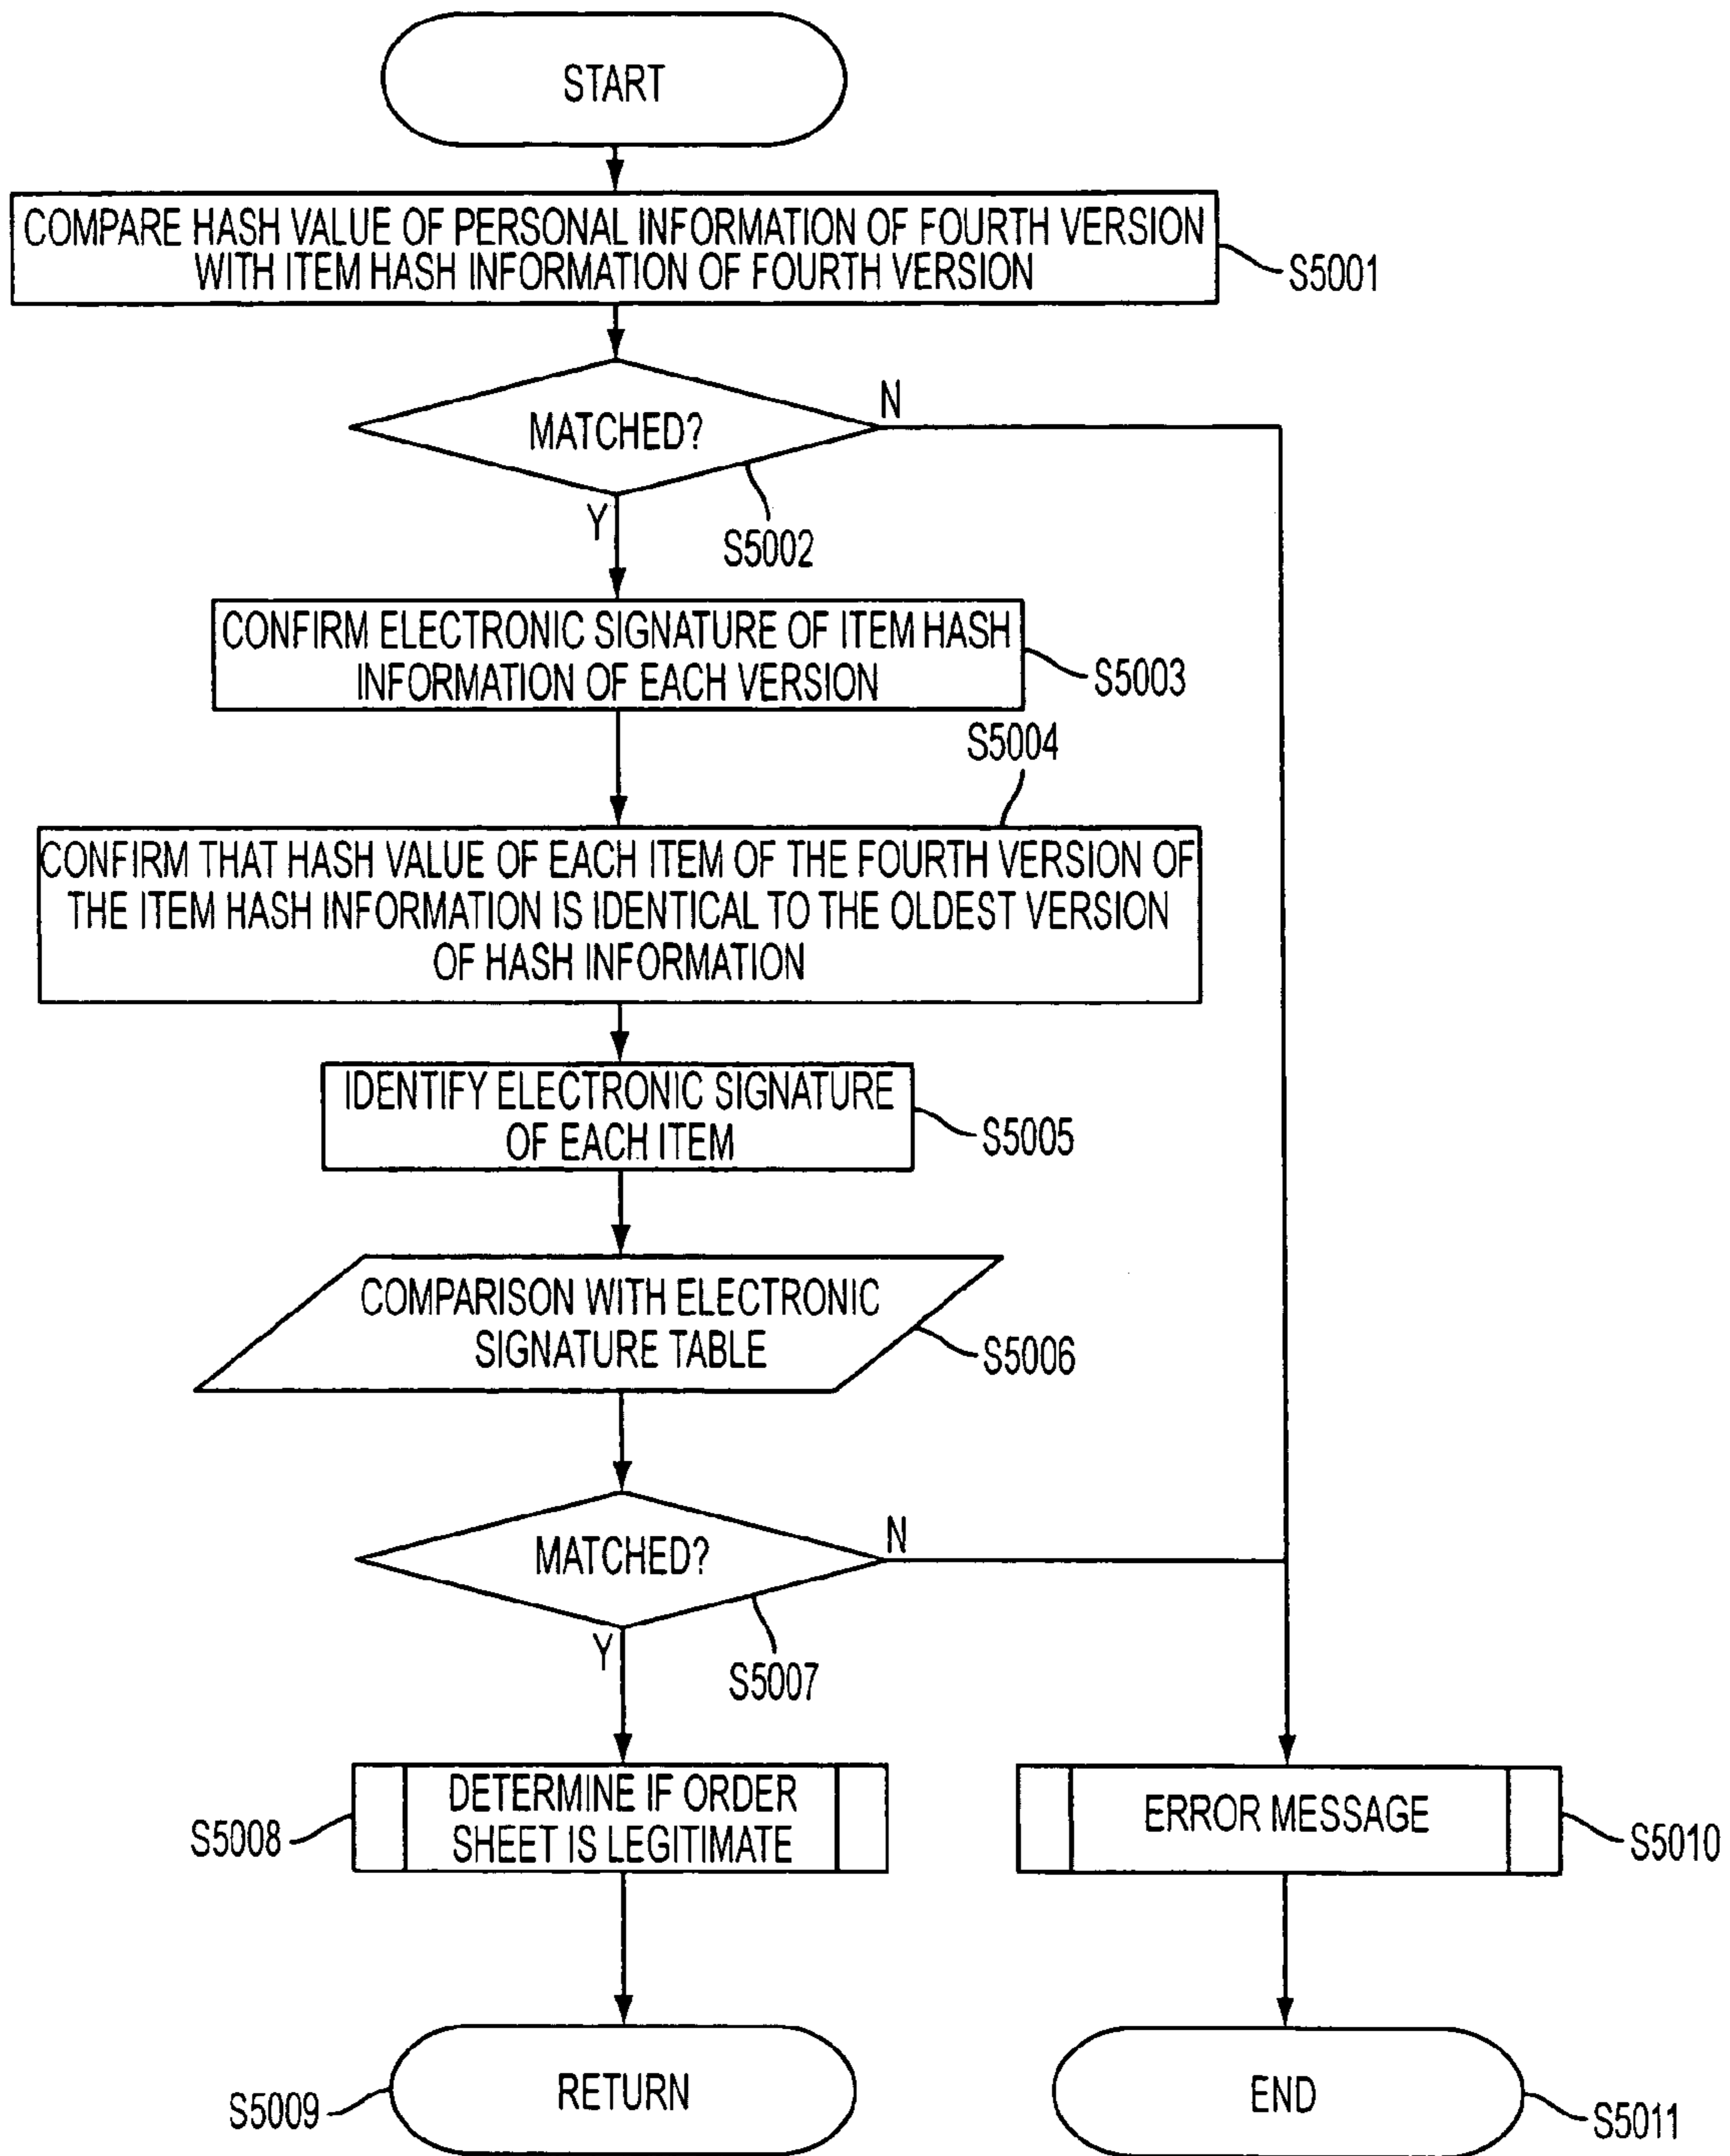 START
COMPARE HASH VALUE OF PERSONAL INFORMATION OF FOURTH VERSION
WITH ITEM HASH INFORMATION OF FOURTH VERSION
S5001
MATCHED?
N
Y
S5002
CONFIRM ELECTRONIC SIGNATURE OF ITEM HASH
INFORMATION OF EACH VERSION
S5003
S5004
CONFIRM THAT HASH VALUE OF EACH ITEM OF THE FOURTH VERSION OF
THE ITEM HASH INFORMATION IS IDENTICAL TO THE OLDEST VERSION
OF HASH INFORMATION
IDENTIFY ELECTRONIC SIGNATURE
OF EACH ITEM
S5005
COMPARISON WITH ELECTRONIC
SIGNATURE TABLE
S5006
MATCHED?
N
Y
S5007
S5008
DETERMINE IF ORDER
SHEET IS LEGITIMATE
ERROR MESSAGE
S5010
S5009
RETURN
END
S5011